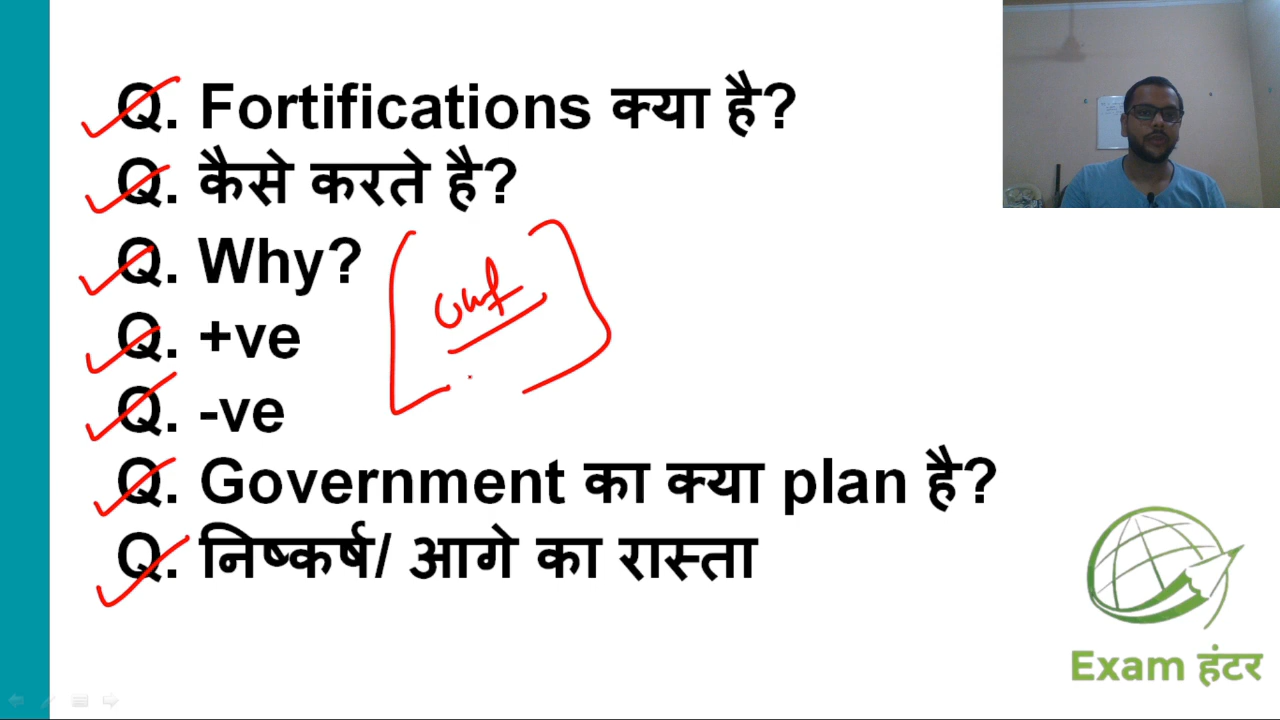 Q. Fortifications क्या है?
Q. कैसे करते है?
Q. Why?
Q. +ve
Q. -ve
Q. Government का क्या plan है?
Q. निष्कर्ष/ आगे का रास्ता
Exam हंटर